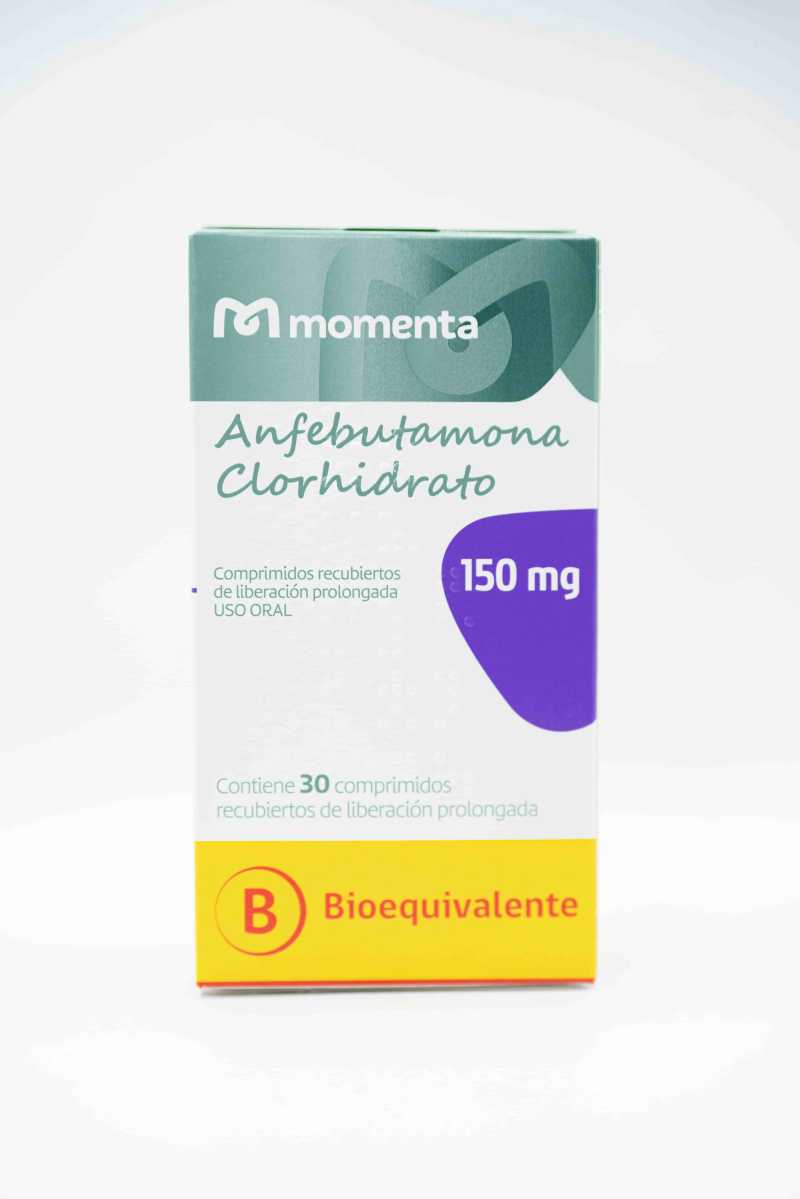 momenta
Anfebutamona
Clorhidrato
150 mg
Comprimidos recubiertos
de liberación prolongada
USO ORAL
Contiene 30 comprimidos
recubiertos de liberación prolongada
B Bioequivalente